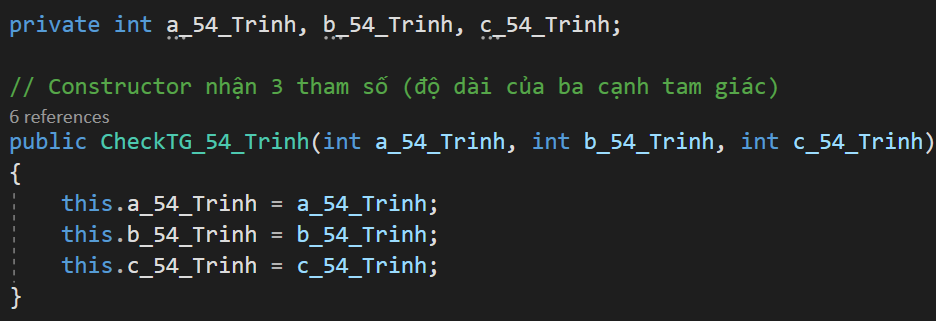 private int a_54_Trinh, b_54_Trinh, c_54_Trinh;
// Constructor nhận 3 tham số (độ dài của ba cạnh tam giác)
6 references
public CheckTG_54_Trinh(int a_54_Trinh, int b_54_Trinh, int c_54_Trinh)
{
    this.a_54_Trinh = a_54_Trinh;
    this.b_54_Trinh = b_54_Trinh;
    this.c_54_Trinh = c_54_Trinh;
}